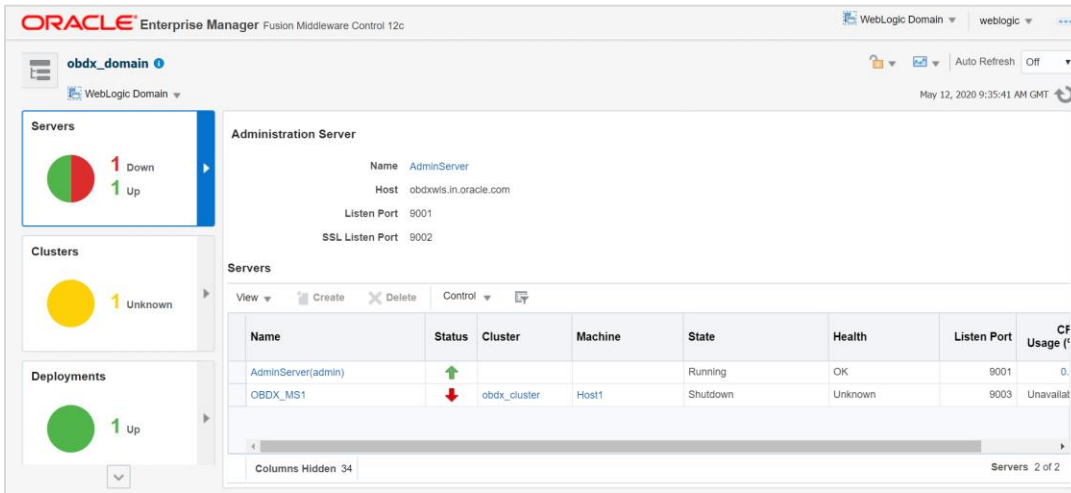 ORACLE Enterprise Manager Fusion Middleware Control 12c
WebLogic Domain
weblogic
obdx_domain
Auto Refresh Off
WebLogic Domain
May 12, 2020 9:35:41 AM GMT
Servers
1 Down
1 Up
Clusters
1 Unknown
Deployments
1 Up
Administration Server
Name AdminServer
Host obdxwls.in.oracle.com
Listen Port 9001
SSL Listen Port 9002
Servers
View Create Delete Control
Name Status Cluster Machine State Health Listen Port Usage (
AdminServer(admin) Running OK 9001 0.
OBDX_MS1 obdx_cluster Host1 Shutdown Unknown 9003
Columns Hidden 34
Servers 2 of 2